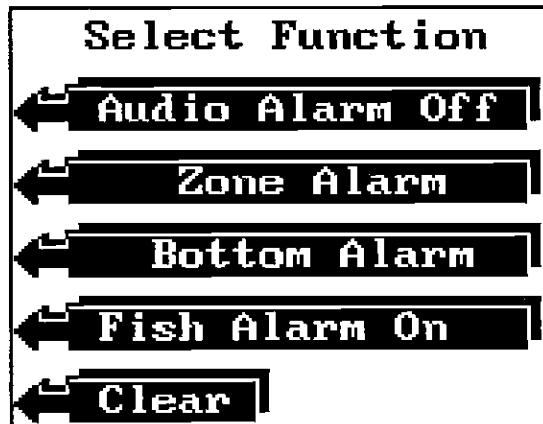 Select Function
Audio Alarm Off
Zone Alarm
Bottom Alarm
Fish Alarm On
Clear